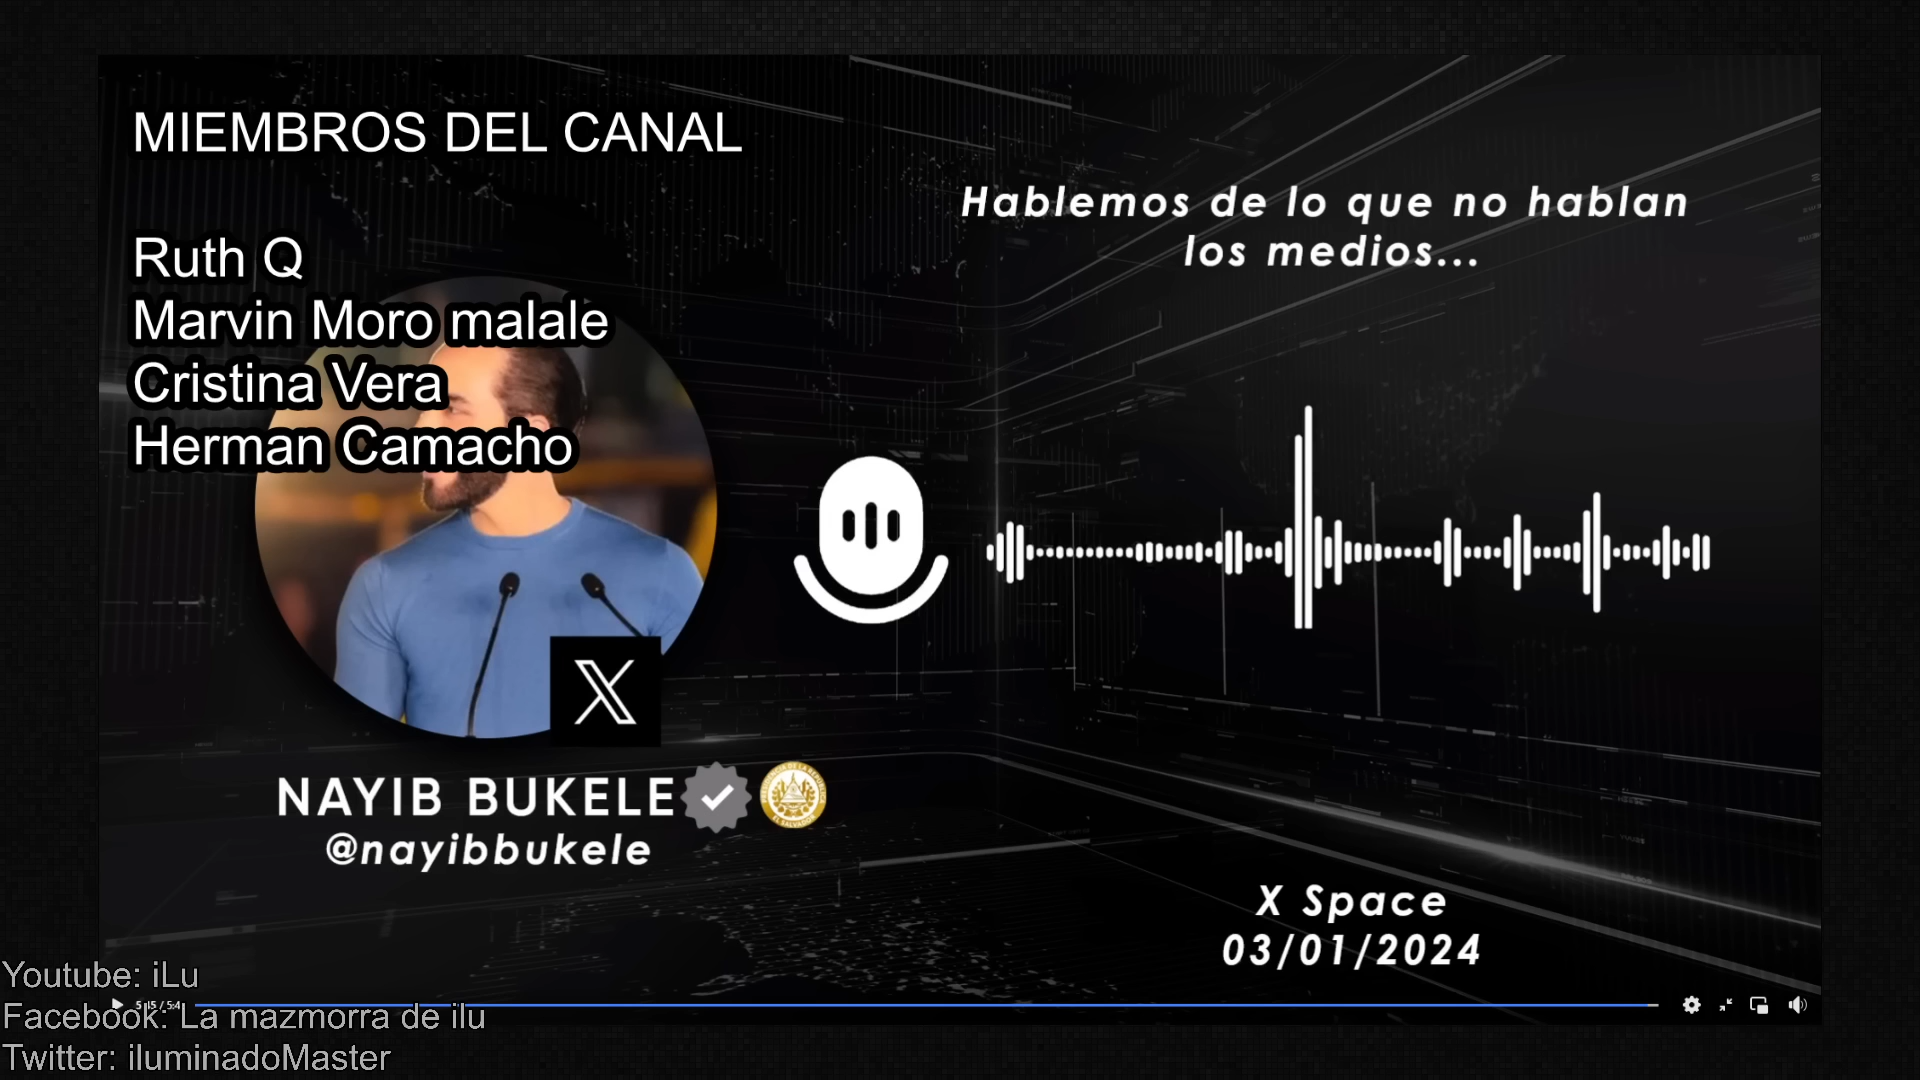 MIEMBROS DEL CANAL
Ruth Q
Marvin Moro malale
Cristina Vera
Herman Camacho
Hablemos de lo que no hablan
los medios...
NAYIB BUKELE
@nayibbukele
X Space
03/01/2024
Youtube: iLu
Facebook: La mazmorra de ilu
Twitter: iluminadoMaster